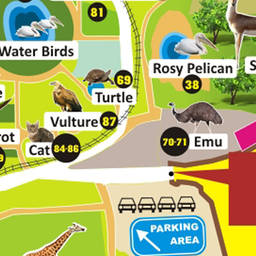 81
Water Birds
Rosy Pelican
38
69
Turtle
Vulture 87
Cat 84-86
70-71 Emu
PARKING
AREA